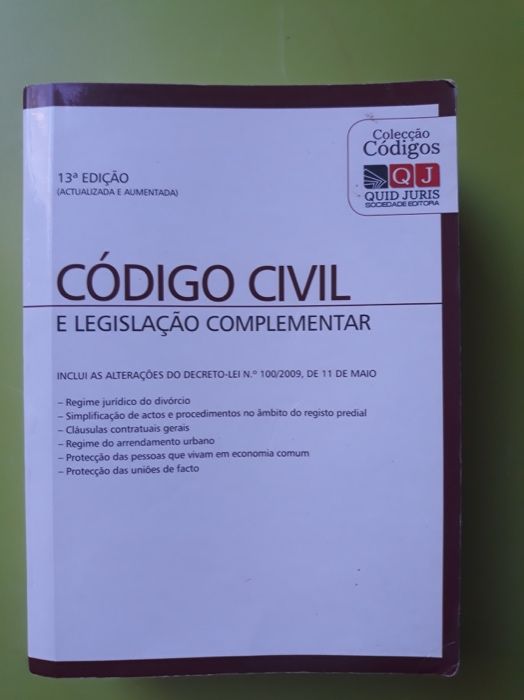 Colecção
Códigos
QJ
QUID JURIS
SOCIEDADE EDITORA
13ª EDIÇÃO
(ACTUALIZADA E AUMENTADA)
CÓDIGO CIVIL
E LEGISLAÇÃO COMPLEMENTAR
INCLUI AS ALTERAÇÕES DO DECRETO-LEI N.º 100/2009, DE 11 DE MAIO
– Regime jurídico do divórcio
– Simplificação de actos e procedimentos no âmbito do registo predial
– Cláusulas contratuais gerais
– Regime do arrendamento urbano
– Protecção das pessoas que vivam em economia comum
– Protecção das uniões de facto